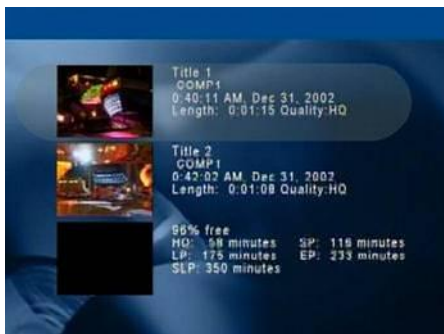 Title 1
COMP1
0:40:11 AM, Dec 31, 2002
Length: 0:01:15 Quality:HQ
Title 2
COMP1
0:42:02 AM, Dec 31, 2002
Length: 0:01:08 Quality:HQ
96% free
HQ: 58 minutes SP: 116 minutes
LP: 175 minutes EP: 233 minutes
SLP: 350 minutes